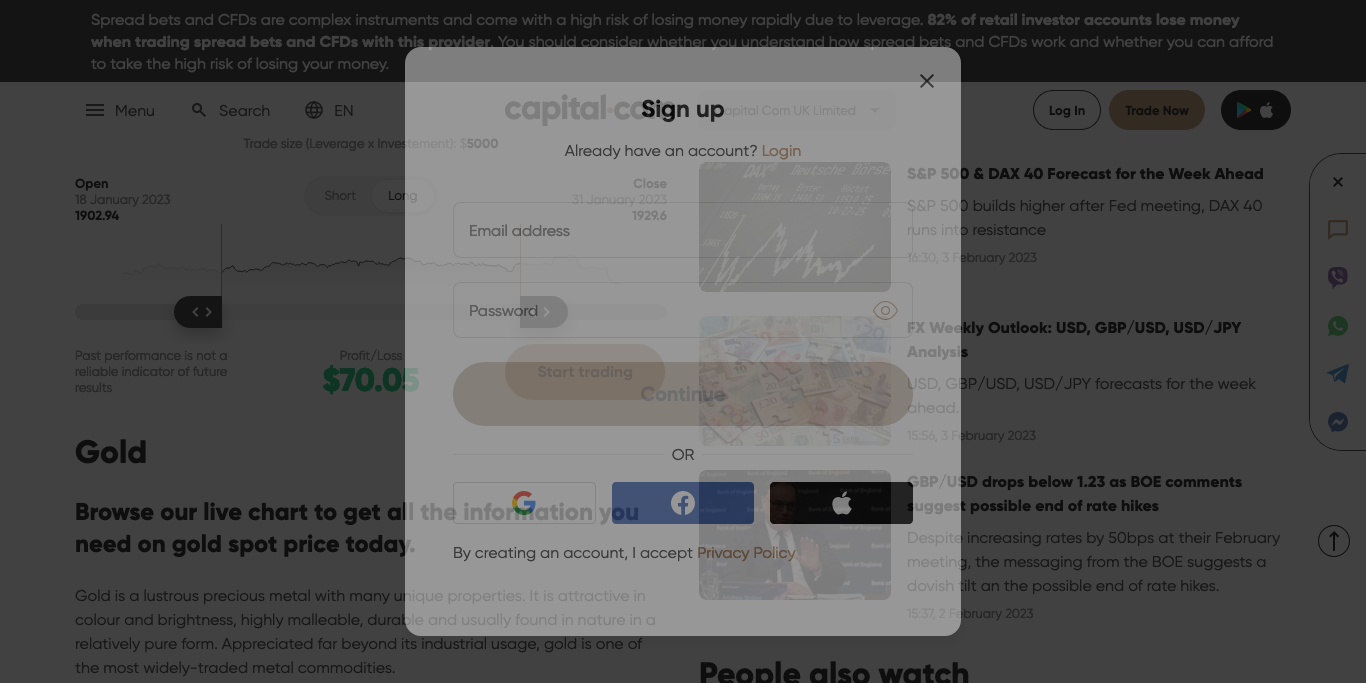 Spread bets and CFDs are complex instruments and come with a high risk of losing money rapidly due to leverage. 82% of retail investor accounts lose money
when trading spread bets and CFDs with this provider. You should consider whether you understand how spread bets and CFDs work and whether you can afford
to take the high risk of losing your money.
Menu
Search
EN
capital.com
Capital Com UK Limited
Log In
Trade Now
Trade size (Leverage x Investement): $5000
Open
18 January 2023
1902.94
Short
Long
Close
31 January 2023
1929.6
Past performance is not a
reliable indicator of future
results
Profit/Loss
$70.05
Start trading
Gold
Browse our live chart to get all the information you
need on gold spot price today.
Gold is a lustrous precious metal with many unique properties. It is attractive in
colour and brightness, highly malleable, durable and usually found in nature in a
relatively pure form. Appreciated far beyond its industrial usage, gold is one of
the most widely-traded metal commodities.
Sign up
Already have an account? Login
Email address
Password
Continue
OR
By creating an account, I accept Privacy Policy
DAX Deutsche Börse
S&P 500 & DAX 40 Forecast for the Week Ahead
S&P 500 builds higher after Fed meeting, DAX 40
runs into resistance
16:30, 3 February 2023
FX Weekly Outlook: USD, GBP/USD, USD/JPY
Analysis
USD, GBP/USD, USD/JPY forecasts for the week
ahead.
15:56, 3 February 2023
GBP/USD drops below 1.23 as BOE comments
suggest possible end of rate hikes
Despite increasing rates by 50bps at their February
meeting, the messaging from the BOE suggests a
dovish tilt an the possible end of rate hikes.
15:37, 2 February 2023
People also watch